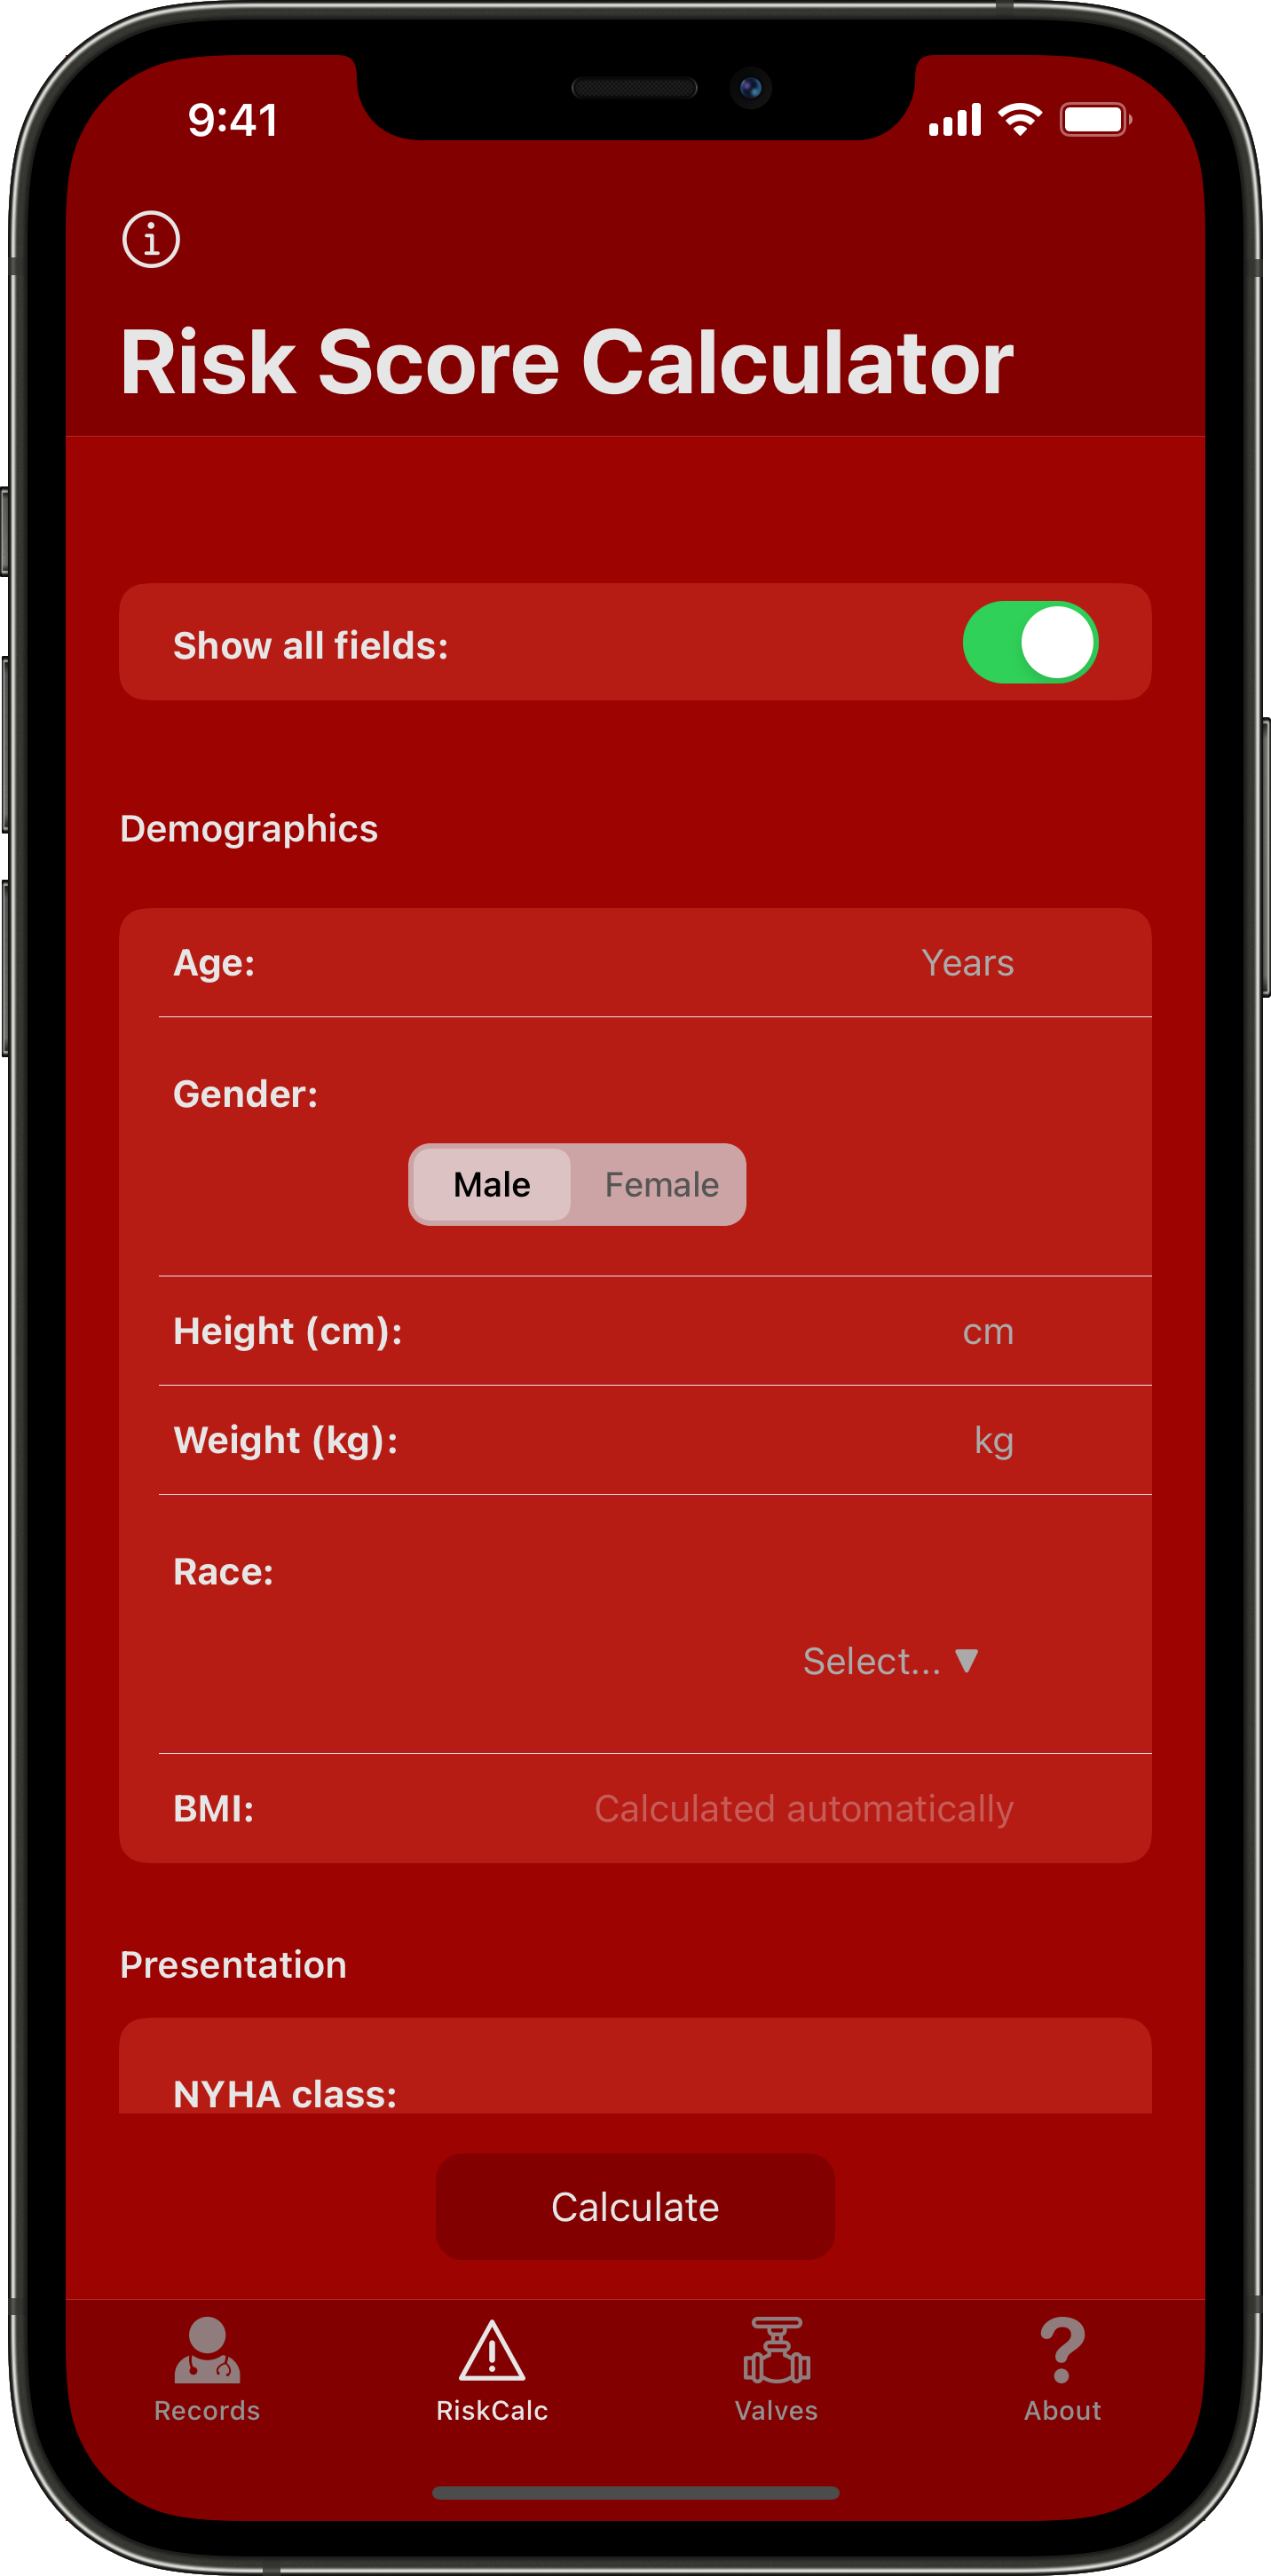 9:41
Risk Score Calculator
Show all fields:
Demographics
Age: Years
Gender:
Male Female
Height (cm): cm
Weight (kg): kg
Race:
Select... ▼
BMI: Calculated automatically
Presentation
NYHA class:
Calculate
Records RiskCalc Valves About